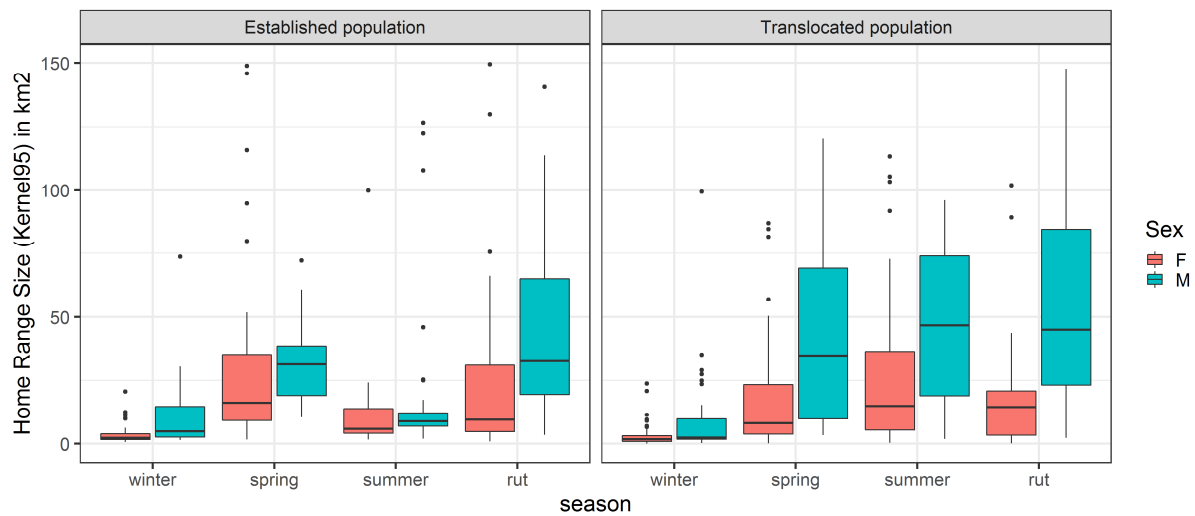 Established population
Translocated population
Home Range Size (Kernel95) in km2
150
100
50
0
winter spring summer rut
winter spring summer rut
season
Sex
F
M